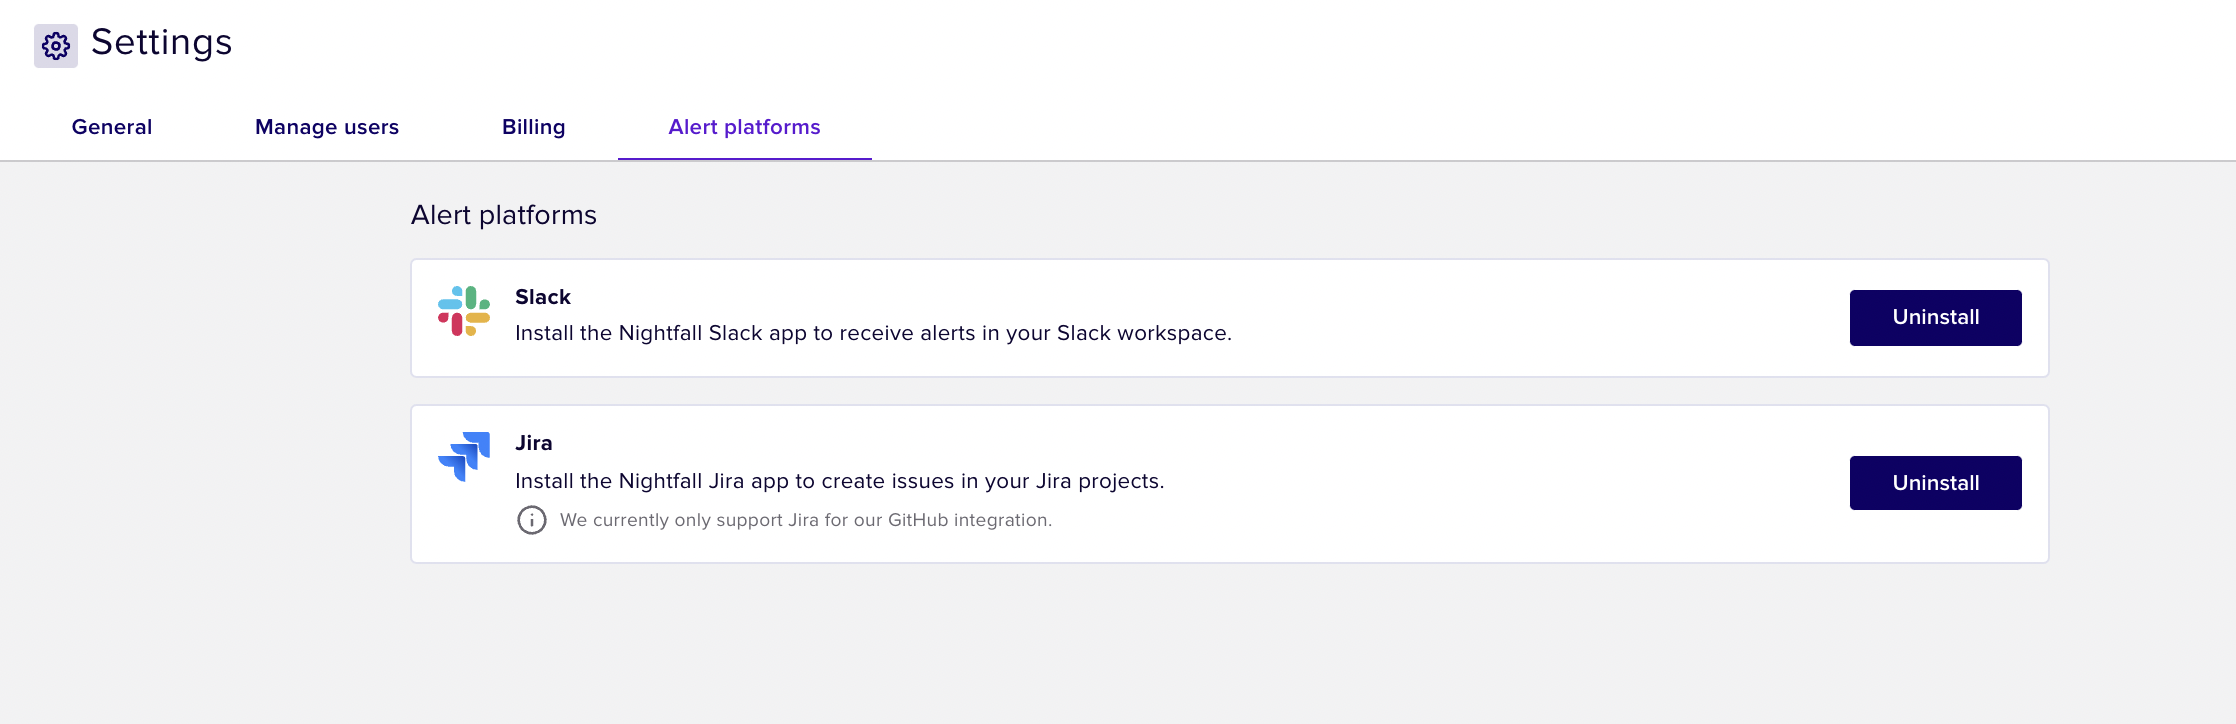 Settings
General
Manage users
Billing
Alert platforms
Alert platforms
Slack
Install the Nightfall Slack app to receive alerts in your Slack workspace.
Uninstall
Jira
Install the Nightfall Jira app to create issues in your Jira projects.
We currently only support Jira for our GitHub integration.
Uninstall